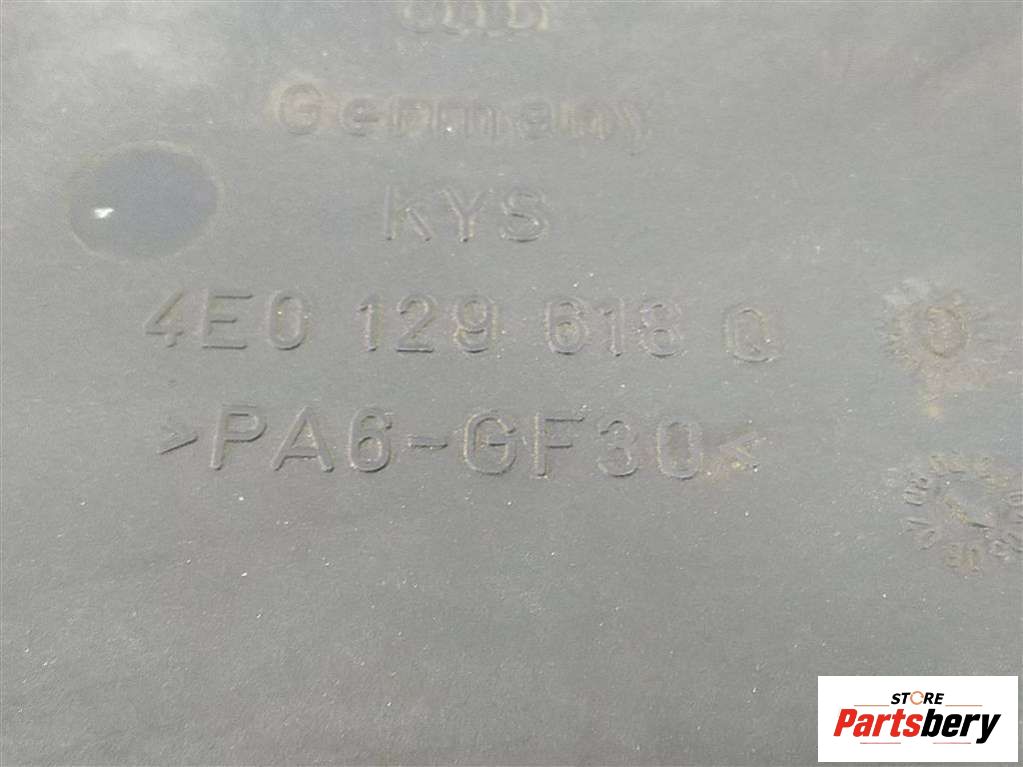 Germany
KYS
4E0 129 618 Q
>PA6-GF30<
STORE
Partsbery